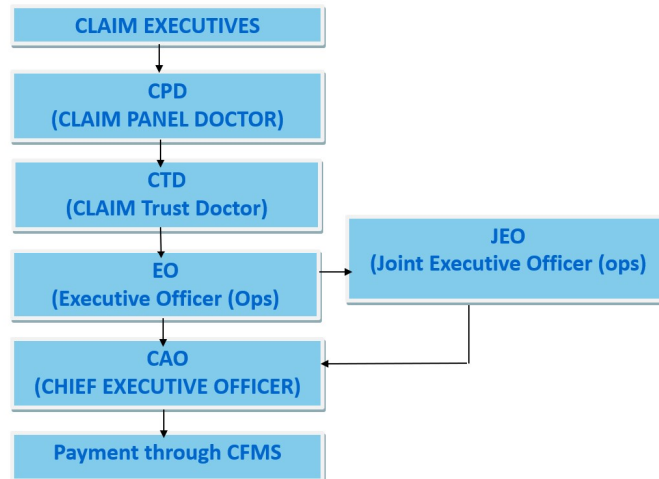 CLAIM EXECUTIVES
CPD
(CLAIM PANEL DOCTOR)
CTD
(CLAIM Trust Doctor)
EO
(Executive Officer (Ops)
JEO
(Joint Executive Officer (ops)
CAO
(CHIEF EXECUTIVE OFFICER)
Payment through CFMS